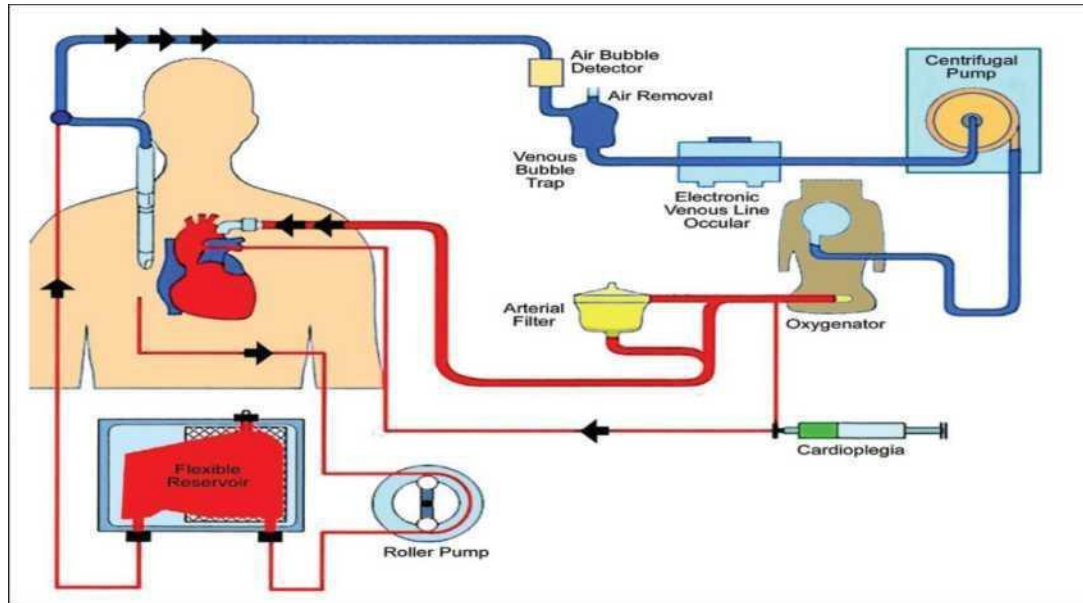 Air Bubble
Detector
Air Removal
Centrifugal
Pump
Venous
Bubble
Trap
Electronic
Venous Line
Occular
Arterial
Filter
Oxygenator
Cardioplegia
Flexible
Reservoir
Roller Pump